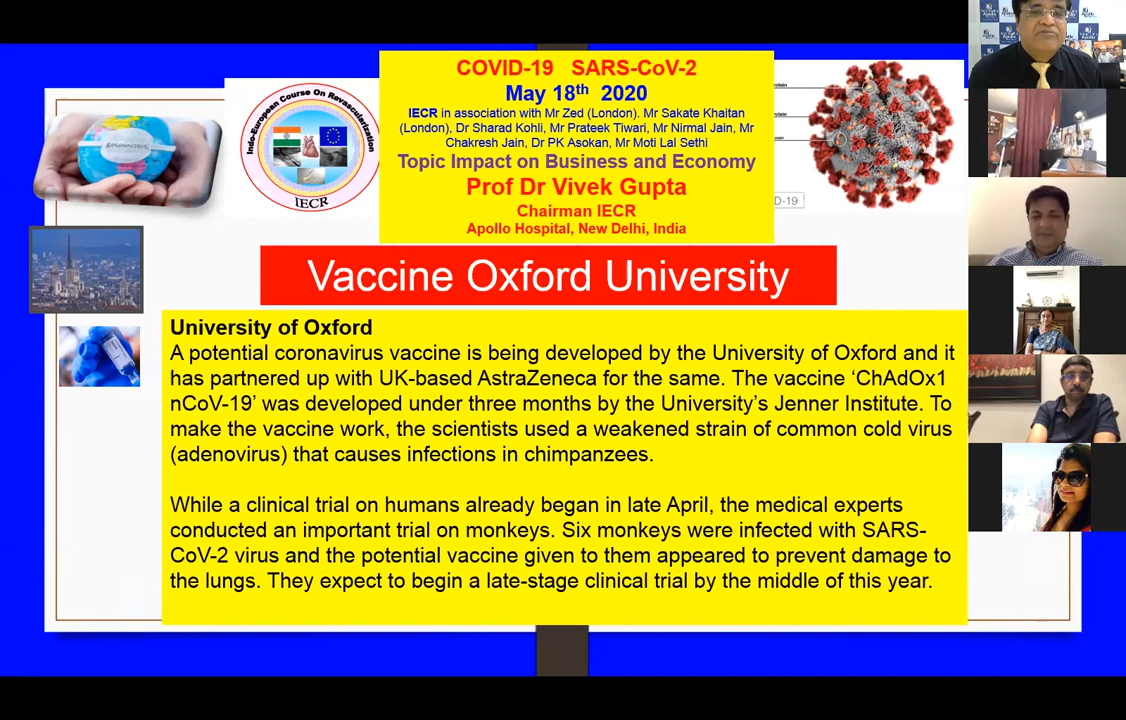 COVID-19 SARS-CoV-2
May 18th 2020
IECR in association with Mr Zed (London). Mr Sakate Khaitan
(London), Dr Sharad Kohli, Mr Prateek Tiwari, Mr Nirmal Jain, Mr
Chakresh Jain, Dr PK Asokan, Mr Moti Lal Sethi
Topic Impact on Business and Economy
Prof Dr Vivek Gupta
Chairman IECR
Apollo Hospital, New Delhi, India
Indo-European Course On Revascularization
IECR
D-19
Vaccine Oxford University
University of Oxford
A potential coronavirus vaccine is being developed by the University of Oxford and it
has partnered up with UK-based AstraZeneca for the same. The vaccine ‘ChAdOx1
nCoV-19’ was developed under three months by the University’s Jenner Institute. To
make the vaccine work, the scientists used a weakened strain of common cold virus
(adenovirus) that causes infections in chimpanzees.
While a clinical trial on humans already began in late April, the medical experts
conducted an important trial on monkeys. Six monkeys were infected with SARS-
CoV-2 virus and the potential vaccine given to them appeared to prevent damage to
the lungs. They expect to begin a late-stage clinical trial by the middle of this year.